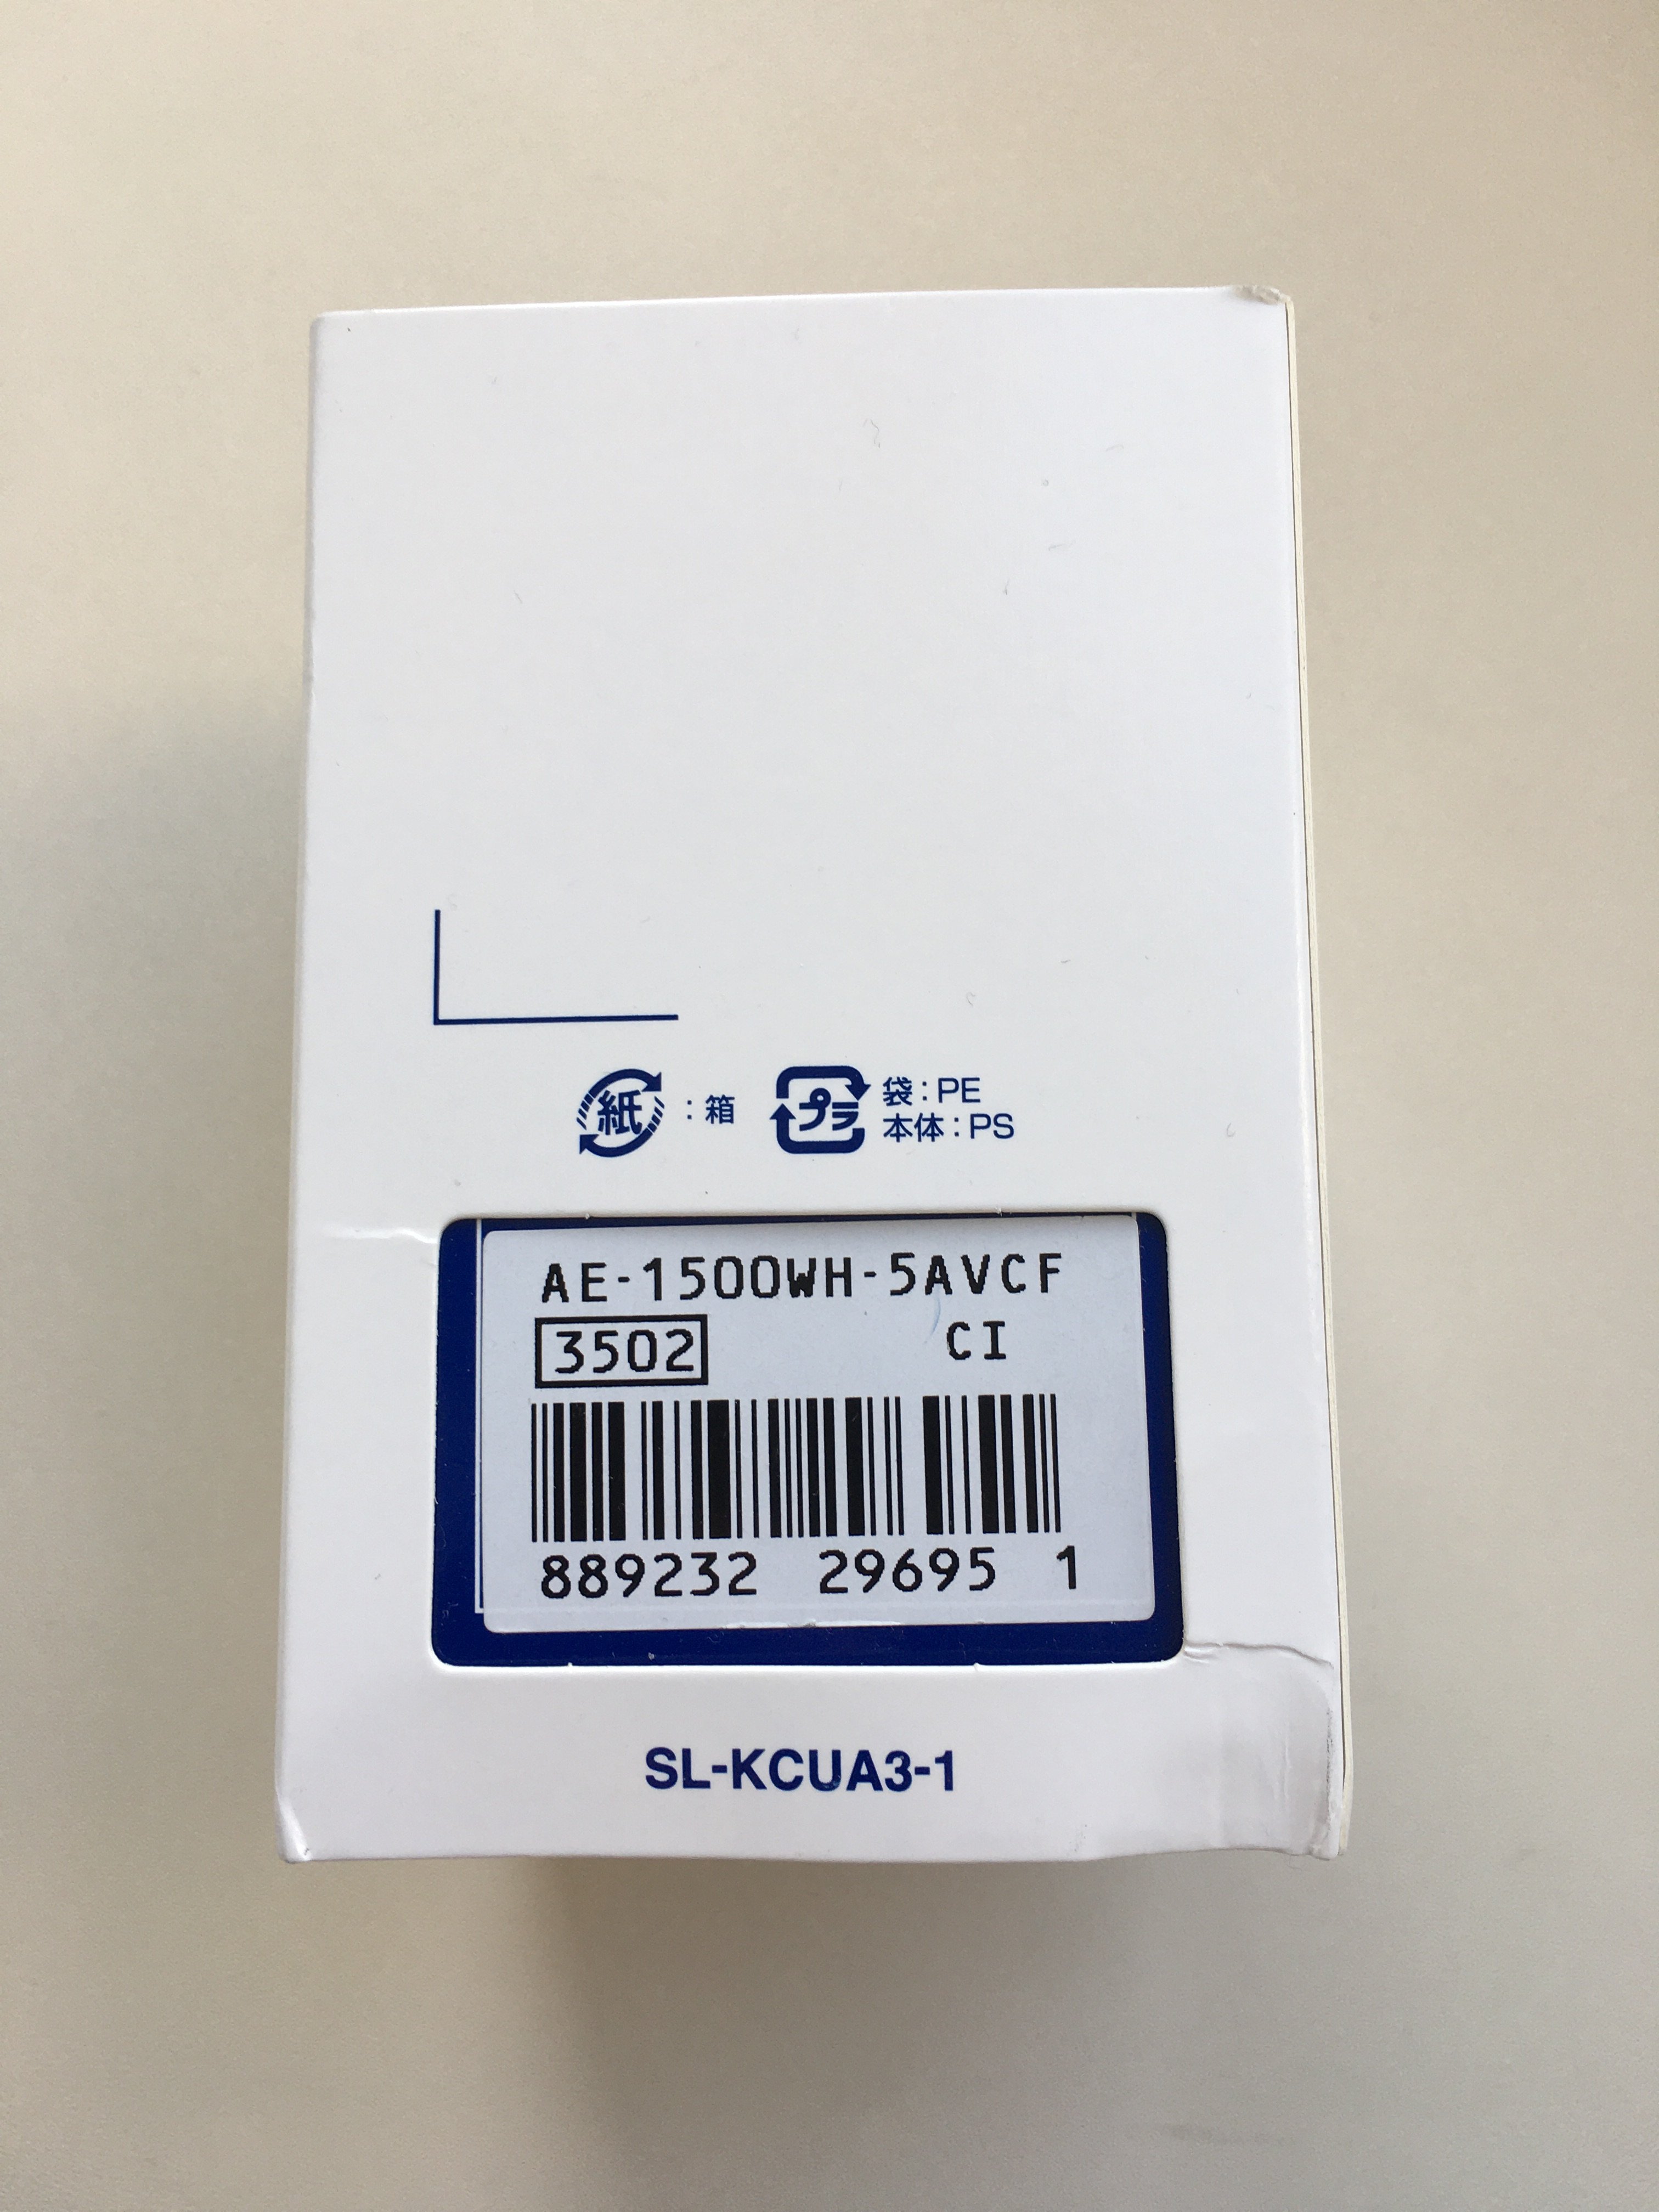 紙 : 箱
プラ 袋 : PE
本体 : PS
AE-1500WH-5AVCF
3502 CI
889232 29695 1
SL-KCUA3-1